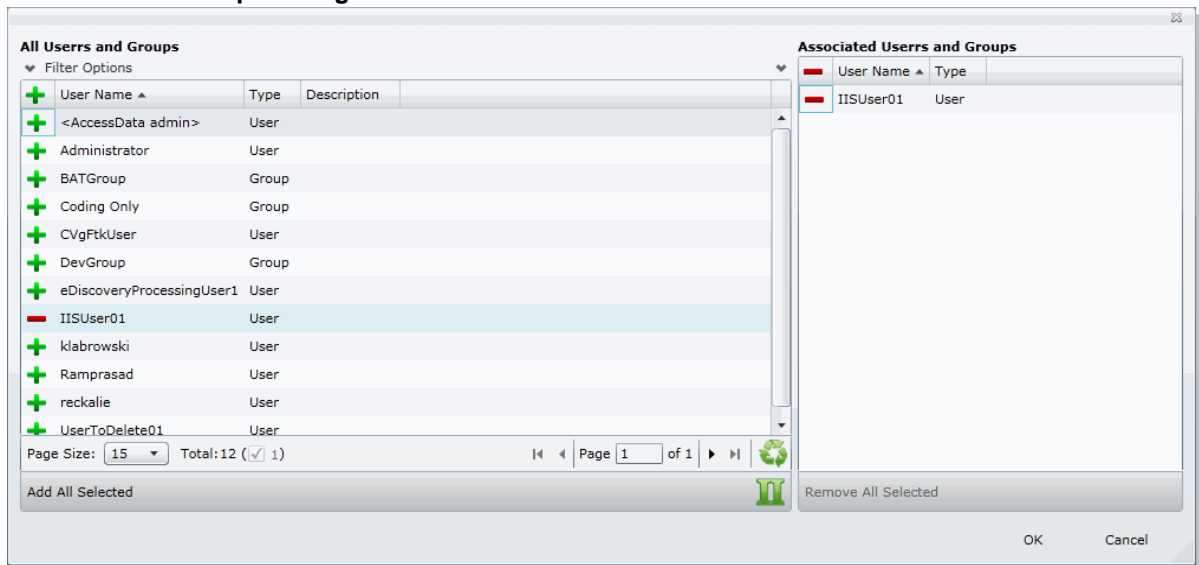 All Userrs and Groups
Filter Options
User Name Type Description
<AccessData admin> User
Administrator User
BATGroup Group
Coding Only Group
CVgFtkUser User
DevGroup Group
eDiscoveryProcessingUser1 User
IISUser01 User
klabrowski User
Ramprasad User
reckalie User
UserToDelete01 User
Page Size: 15 Total:12 (1) Page 1 of 1
Add All Selected
Associated Userrs and Groups
User Name Type
IISUser01 User
Remove All Selected
OK Cancel